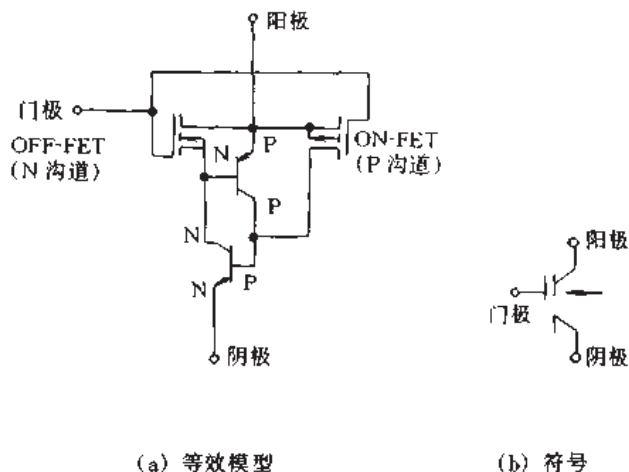 阳极
门极
OFF-FET
(N 沟道)
N
P
ON-FET
(P 沟道)
P
N
N
P
阴极
阳极
门极
阴极
(a) 等效模型
(b) 符号